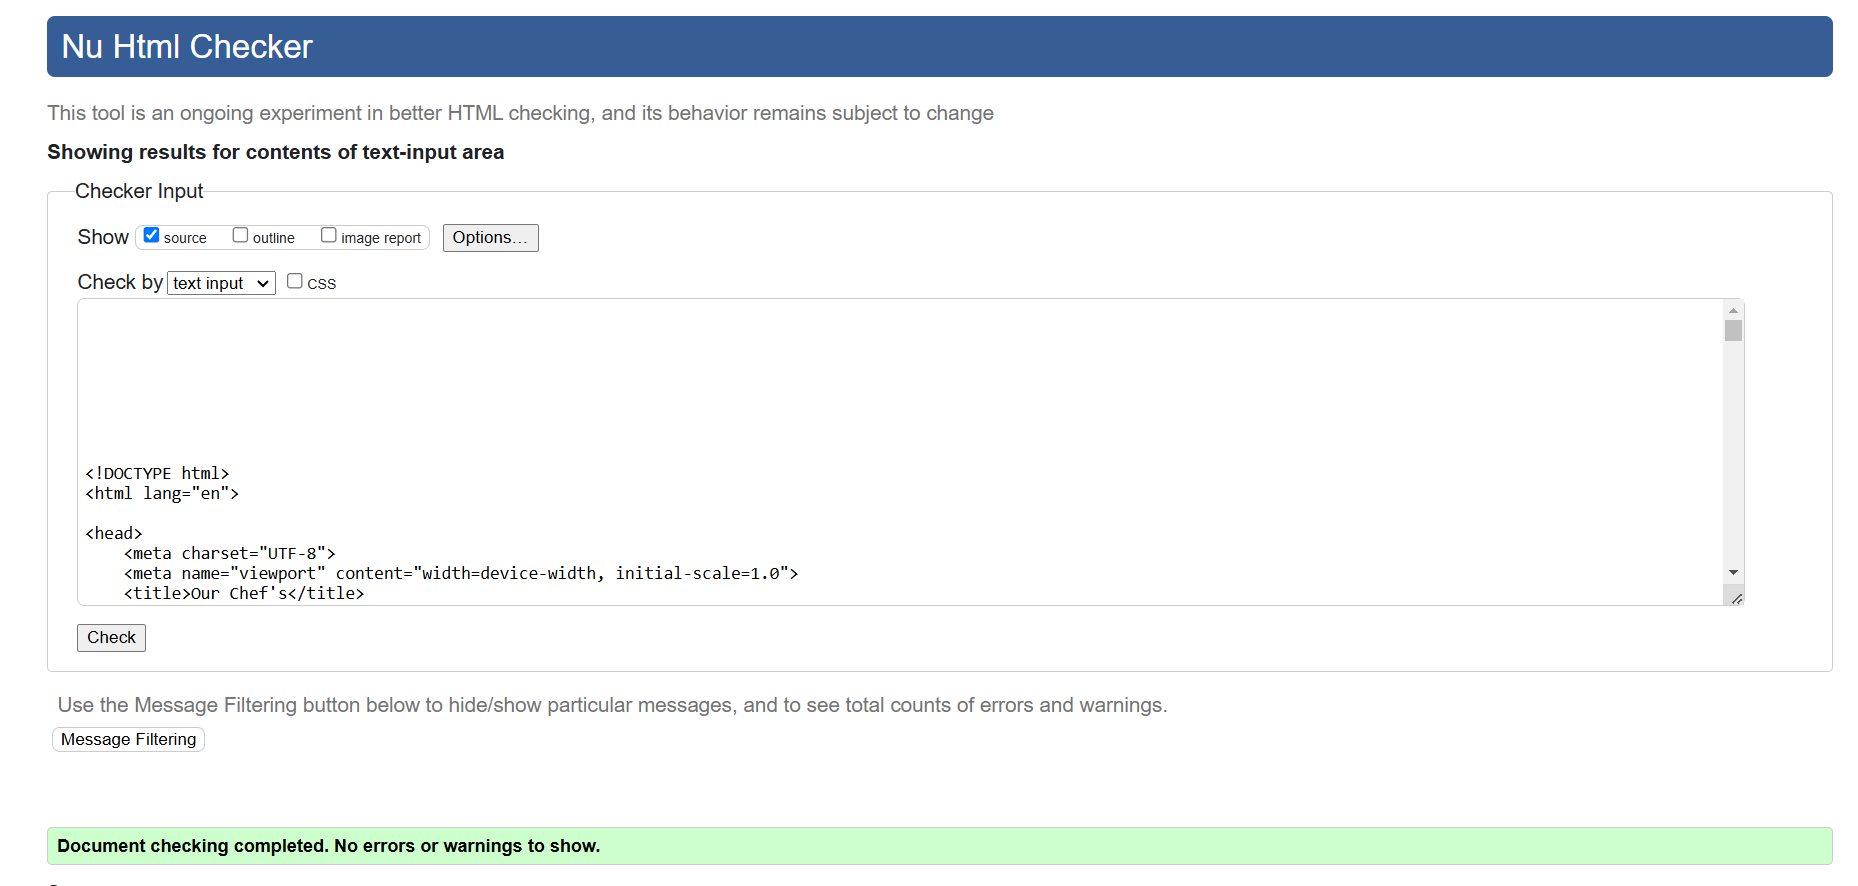 Nu Html Checker
This tool is an ongoing experiment in better HTML checking, and its behavior remains subject to change
Showing results for contents of text-input area
Checker Input
Show source outline image report Options...
Check by text input CSS
<!DOCTYPE html>
<html lang="en">
<head>
<meta charset="UTF-8">
<meta name="viewport" content="width=device-width, initial-scale=1.0">
<title>Our Chef's</title>
Check
Use the Message Filtering button below to hide/show particular messages, and to see total counts of errors and warnings.
Message Filtering
Document checking completed. No errors or warnings to show.